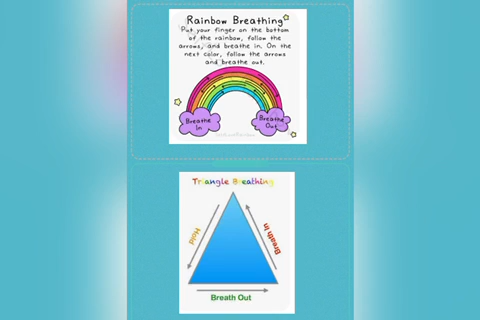 Rainbow Breathing
Put your finger on the bottom
of the rainbow, follow the
arrows, and breathe in. On the
next color, follow the arrows
and breathe out.
Breathe
In
Breathe
Out
Triangle Breathing
Hold
Breath In
Breath Out